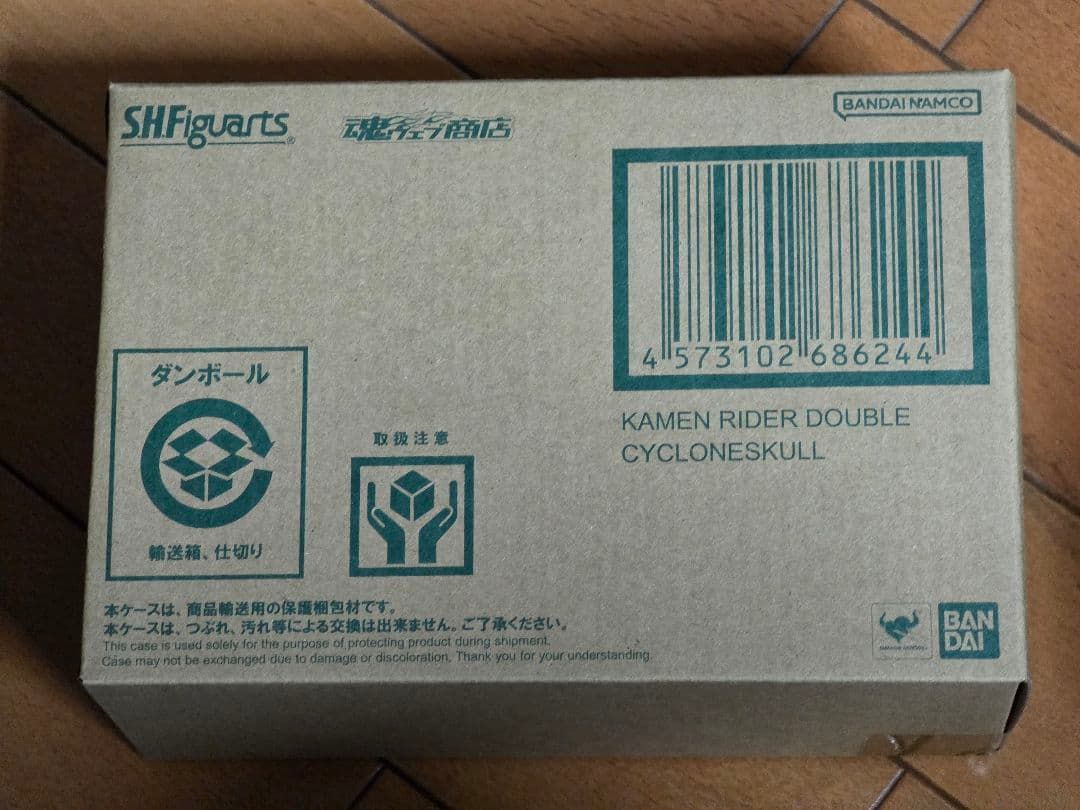 S.H.Figuarts®
魂ウェブ商店
BANDAI NAMCO
4 573102 686244
KAMEN RIDER DOUBLE
CYCLONESKULL
ダンボール
輸送箱、仕切り
取扱注意
本ケースは、商品輸送用の保護梱包材です。
本ケースは、つぶれ、汚れ等による交換は出来ません。ご了承ください。
This case is used solely for the purpose of protecting product during shipment.
Case may not be exchanged due to damage or discoloration. Thank you for your understanding.
BAN
DAI